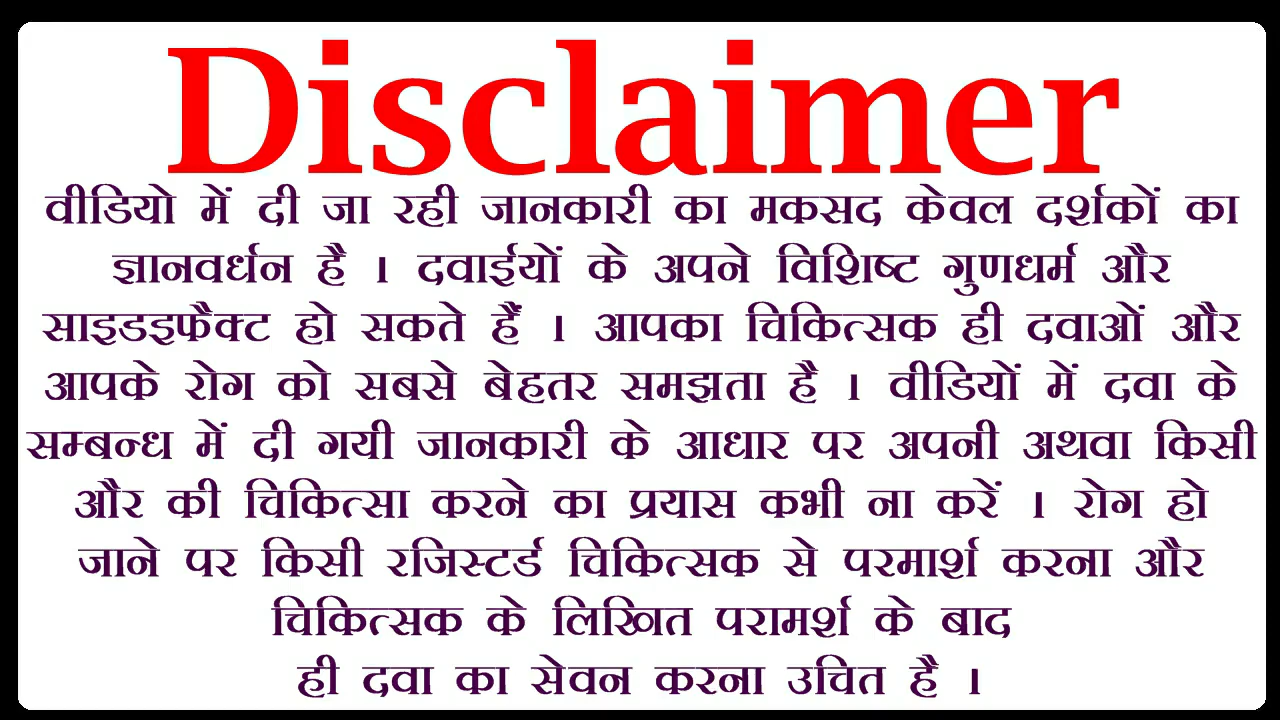 Disclaimer
वीडियो में दी जा रही जानकारी का मकसद केवल दर्शकों का
ज्ञानवर्धन है । दवाईयों के अपने विशिष्ट गुणधर्म और
साइडइफैक्ट हो सकते हैं । आपका चिकित्सक ही दवाओं और
आपके रोग को सबसे बेहतर समझता है । वीडियों में दवा के
सम्बन्ध में दी गयी जानकारी के आधार पर अपनी अथवा किसी
और की चिकित्सा करने का प्रयास कभी ना करें । रोग हो
जाने पर किसी रजिस्टर्ड चिकित्सक से परमार्श करना और
चिकित्सक के लिखित परामर्श के बाद
ही दवा का सेवन करना उचित है ।